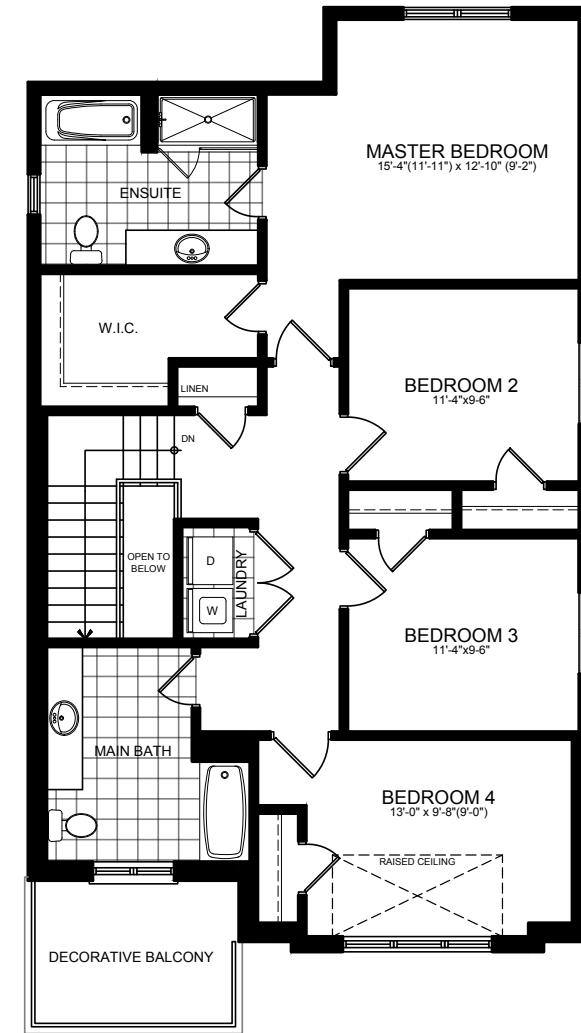 MASTER BEDROOM
15'-4"(11'-11") x 12'-10" (9'-2")
ENSUITE
W.I.C.
BEDROOM 2
11'-4"x9-6"
LINEN
DN
OPEN TO
BELOW
D
W
LAUNDRY
BEDROOM 3
11'-4"x9-6"
MAIN BATH
BEDROOM 4
13'-0" x 9'-8"(9'-0")
RAISED CEILING
DECORATIVE BALCONY